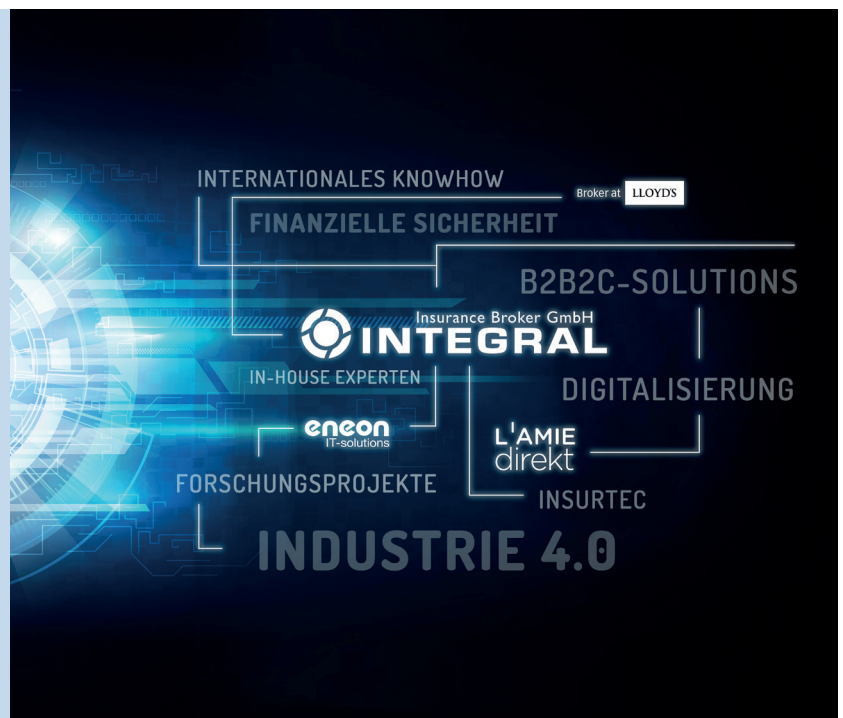 INTERNATIONALES KNOWHOW
Broker at LLOYD'S
FINANZIELLE SICHERHEIT
B2B2C-SOLUTIONS
Insurance Broker GmbH
INTEGRAL
IN-HOUSE EXPERTEN
DIGITALISIERUNG
eneon
IT-solutions
L'AMIE
direkt
FORSCHUNGSPROJEKTE
INSURTEC
INDUSTRIE 4.0